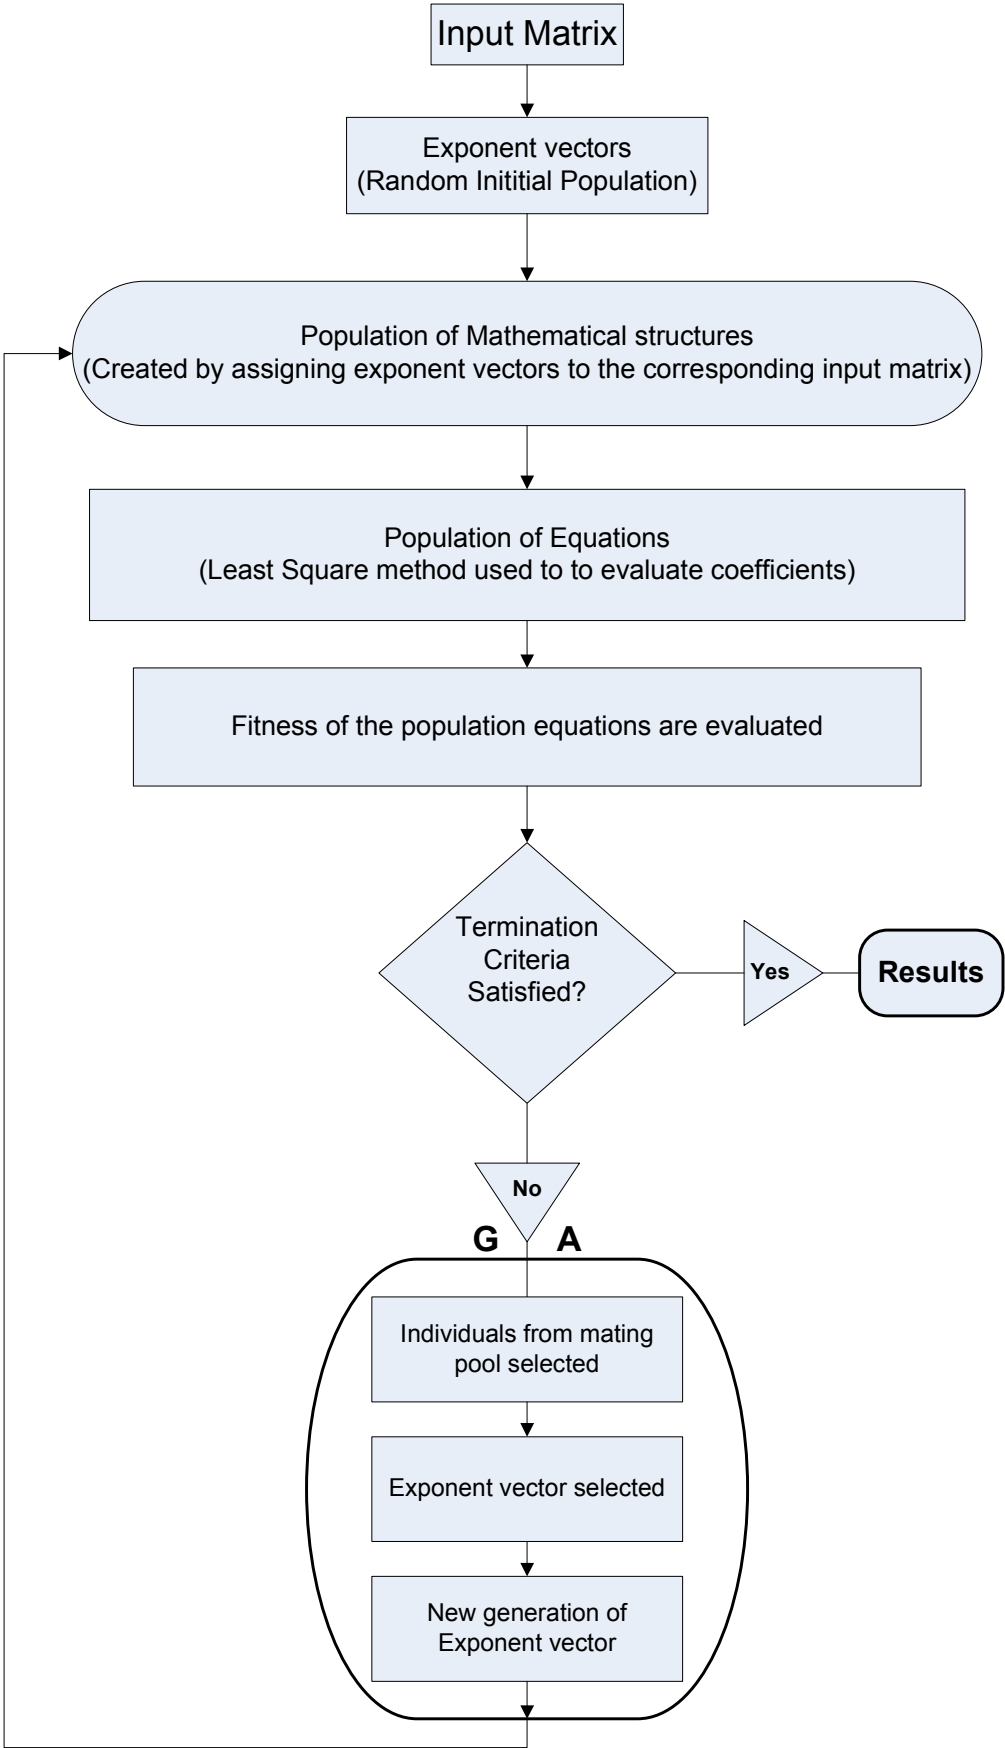 Input Matrix
Exponent vectors
(Random Inititial Population)
Population of Mathematical structures
(Created by assigning exponent vectors to the corresponding input matrix)
Population of Equations
(Least Square method used to to evaluate coefficients)
Fitness of the population equations are evaluated
Termination
Criteria
Satisfied?
Yes
Results
No
G A
Individuals from mating
pool selected
Exponent vector selected
New generation of
Exponent vector